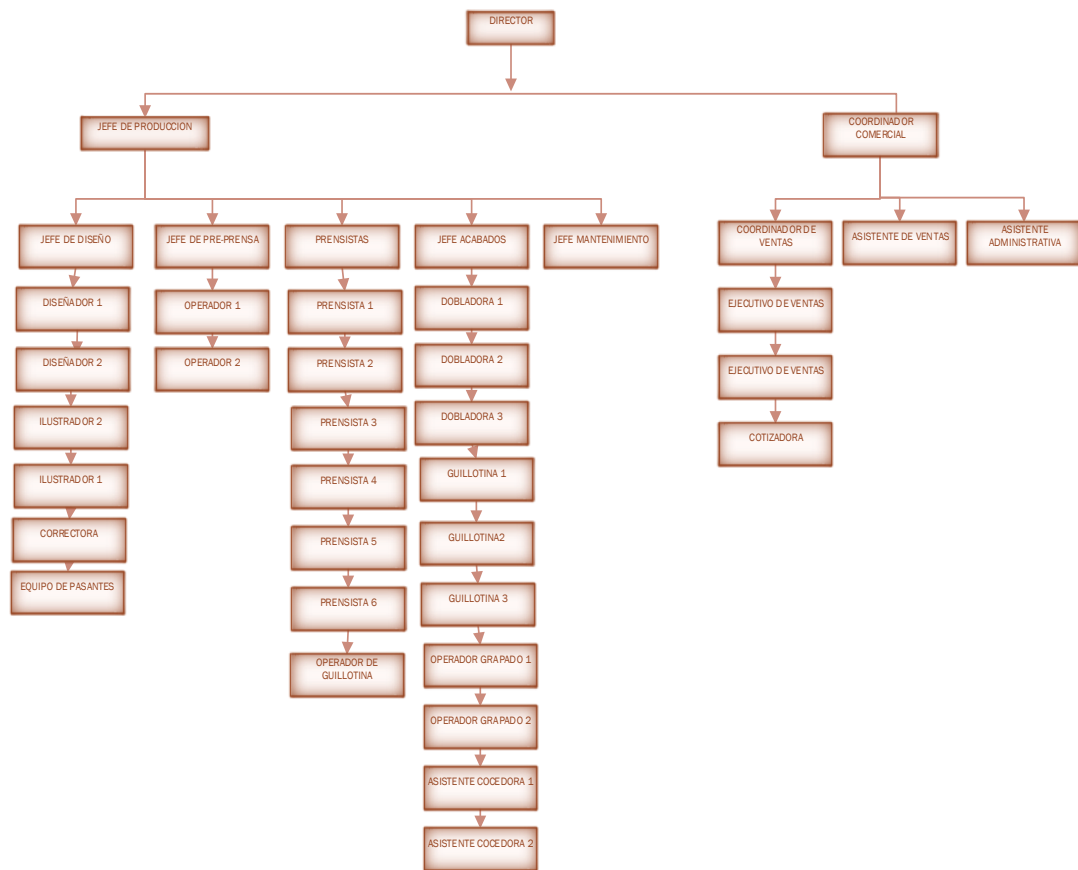 DIRECTOR
JEFE DE PRODUCCION
COORDINADOR
COMERCIAL
JEFE DE DISEÑO
JEFE DE PRE-PRENSA
PRENSISTAS
JEFE ACABADOS
JEFE MANTENIMIENTO
COORDINADOR DE
VENTAS
ASISTENTE DE VENTAS
ASISTENTE
ADMINISTRATIVA
DISEÑADOR 1
DISEÑADOR 2
ILUSTRADOR 2
ILUSTRADOR 1
CORRECTORA
EQUIPO DE PASANTES
OPERADOR 1
OPERADOR 2
PRENSISTA 1
PRENSISTA 2
PRENSISTA 3
PRENSISTA 4
PRENSISTA 5
PRENSISTA 6
OPERADOR DE
GUILLOTINA
DOBLADORA 1
DOBLADORA 2
DOBLADORA 3
GUILLOTINA 1
GUILLOTINA2
GUILLOTINA 3
OPERADOR GRAPADO 1
OPERADOR GRAPADO 2
ASISTENTE COCEDORA 1
ASISTENTE COCEDORA 2
EJECUTIVO DE VENTAS
EJECUTIVO DE VENTAS
COTIZADORA